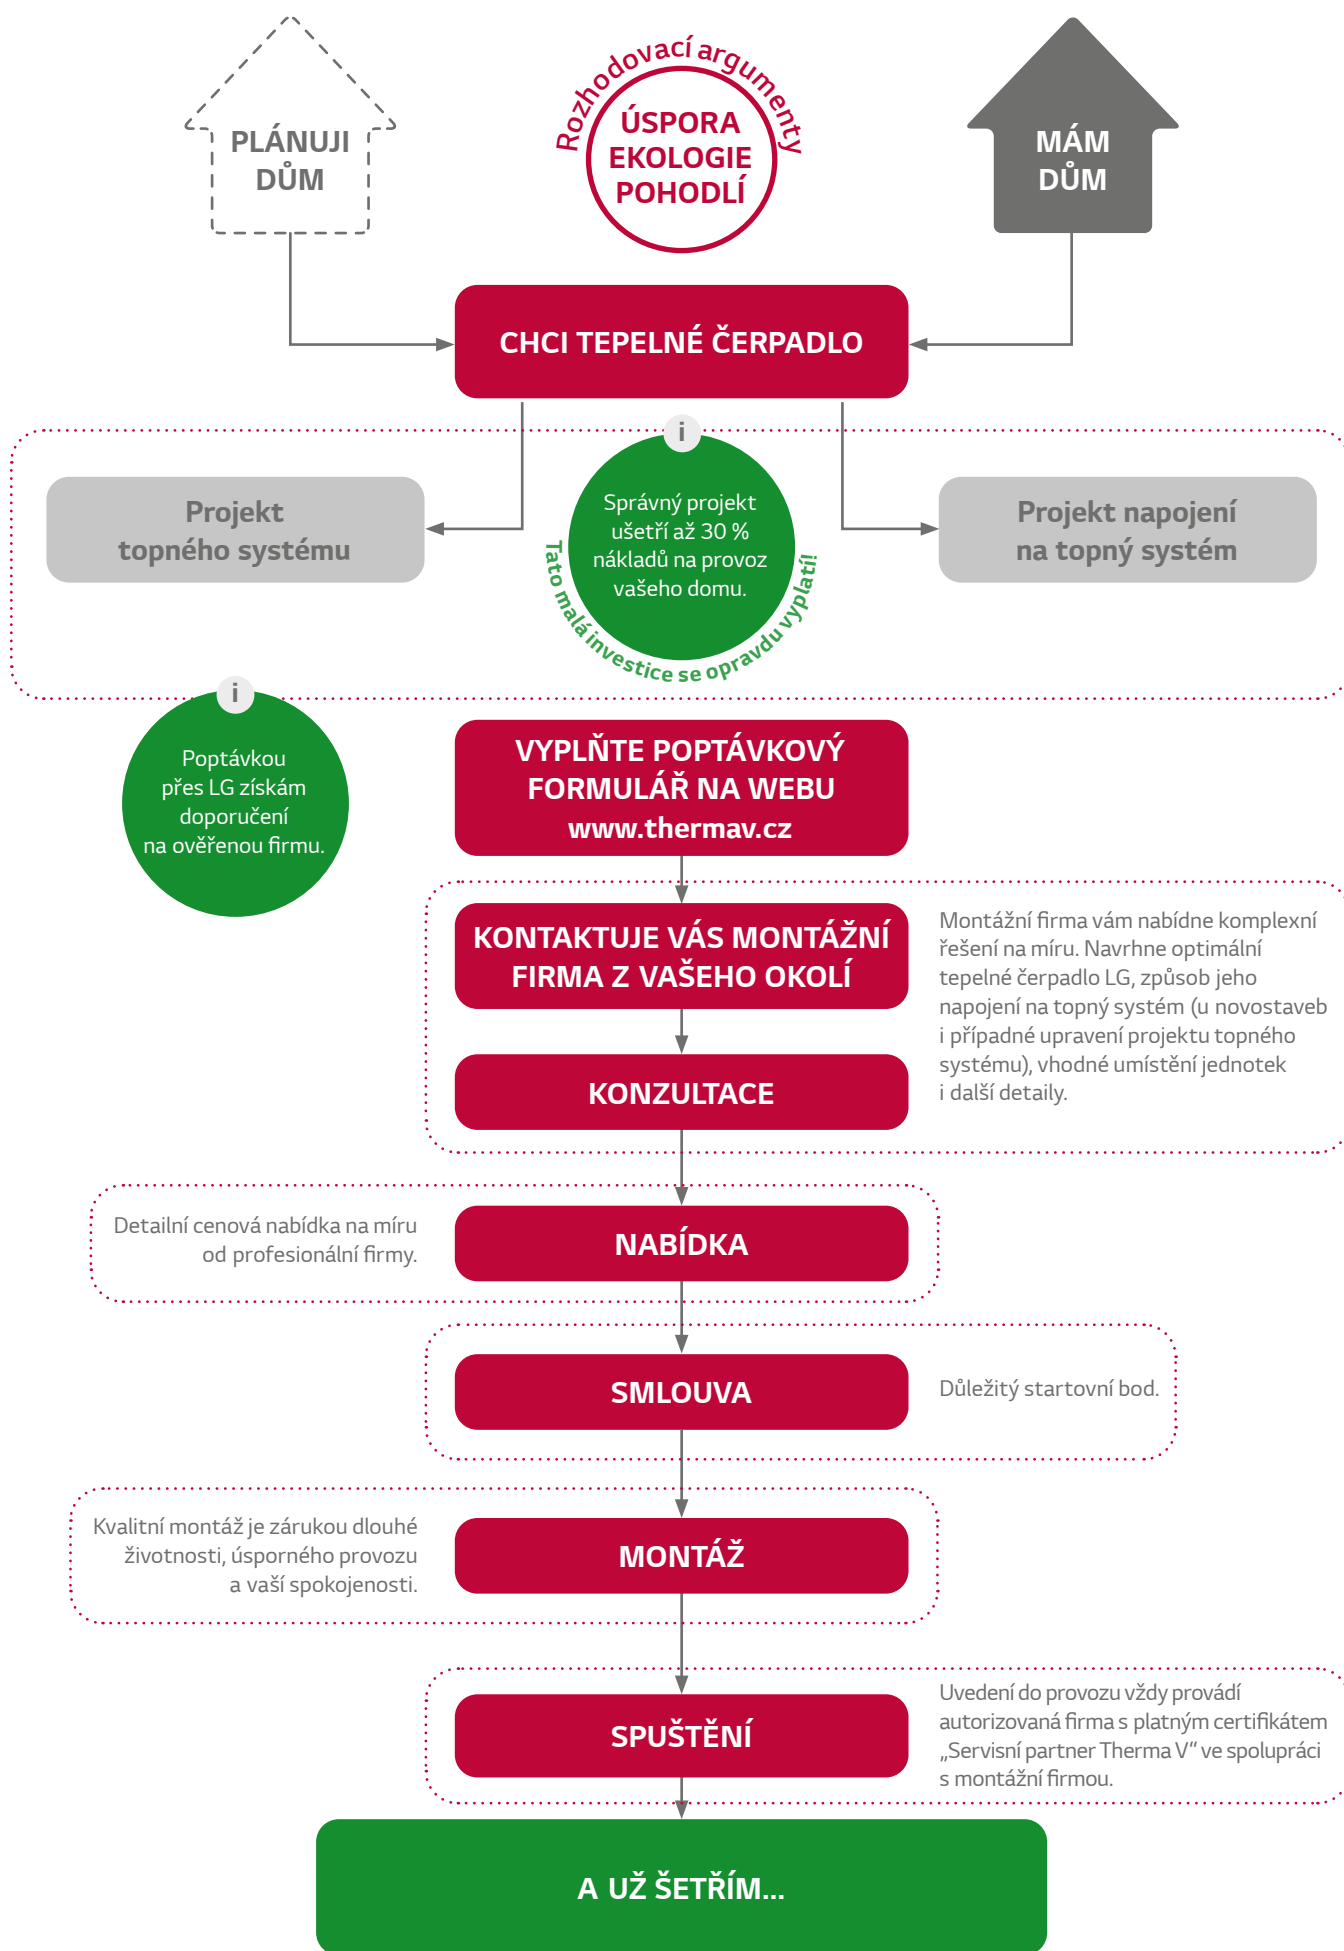 PLÁNUJI
DŮM
Rozhodovací argumenty
ÚSPORA
EKOLOGIE
POHODLÍ
MÁM
DŮM
CHCI TEPELNÉ ČERPADLO
Projekt
topného systému
i
Správný projekt
ušetří až 30 %
nákladů na provoz
vašeho domu.
Tato malá investice se opravdu vyplatí!
Projekt napojení
na topný systém
i
Poptávkou
přes LG získám
doporučení
na ověřenou firmu.
VYPLŇTE POPTÁVKOVÝ
FORMULÁŘ NA WEBU
www.thermav.cz
KONTAKTUJE VÁS MONTÁŽNÍ
FIRMA Z VAŠEHO OKOLÍ
KONZULTACE
Montážní firma vám nabídne komplexní
řešení na míru. Navrhne optimální
tepelné čerpadlo LG, způsob jeho
napojení na topný systém (u novostaveb
i případné upravení projektu topného
systému), vhodné umístění jednotek
i další detaily.
Detailní cenová nabídka na míru
od profesionální firmy.
NABÍDKA
SMLOUVA
Důležitý startovní bod.
Kvalitní montáž je zárukou dlouhé
životnosti, úsporného provozu
a vaší spokojenosti.
MONTÁŽ
SPUŠTĚNÍ
Uvedení do provozu vždy provádí
autorizovaná firma s platným certifikátem
„Servisní partner Therma V“ ve spolupráci
s montážní firmou.
A UŽ ŠETŘÍM...